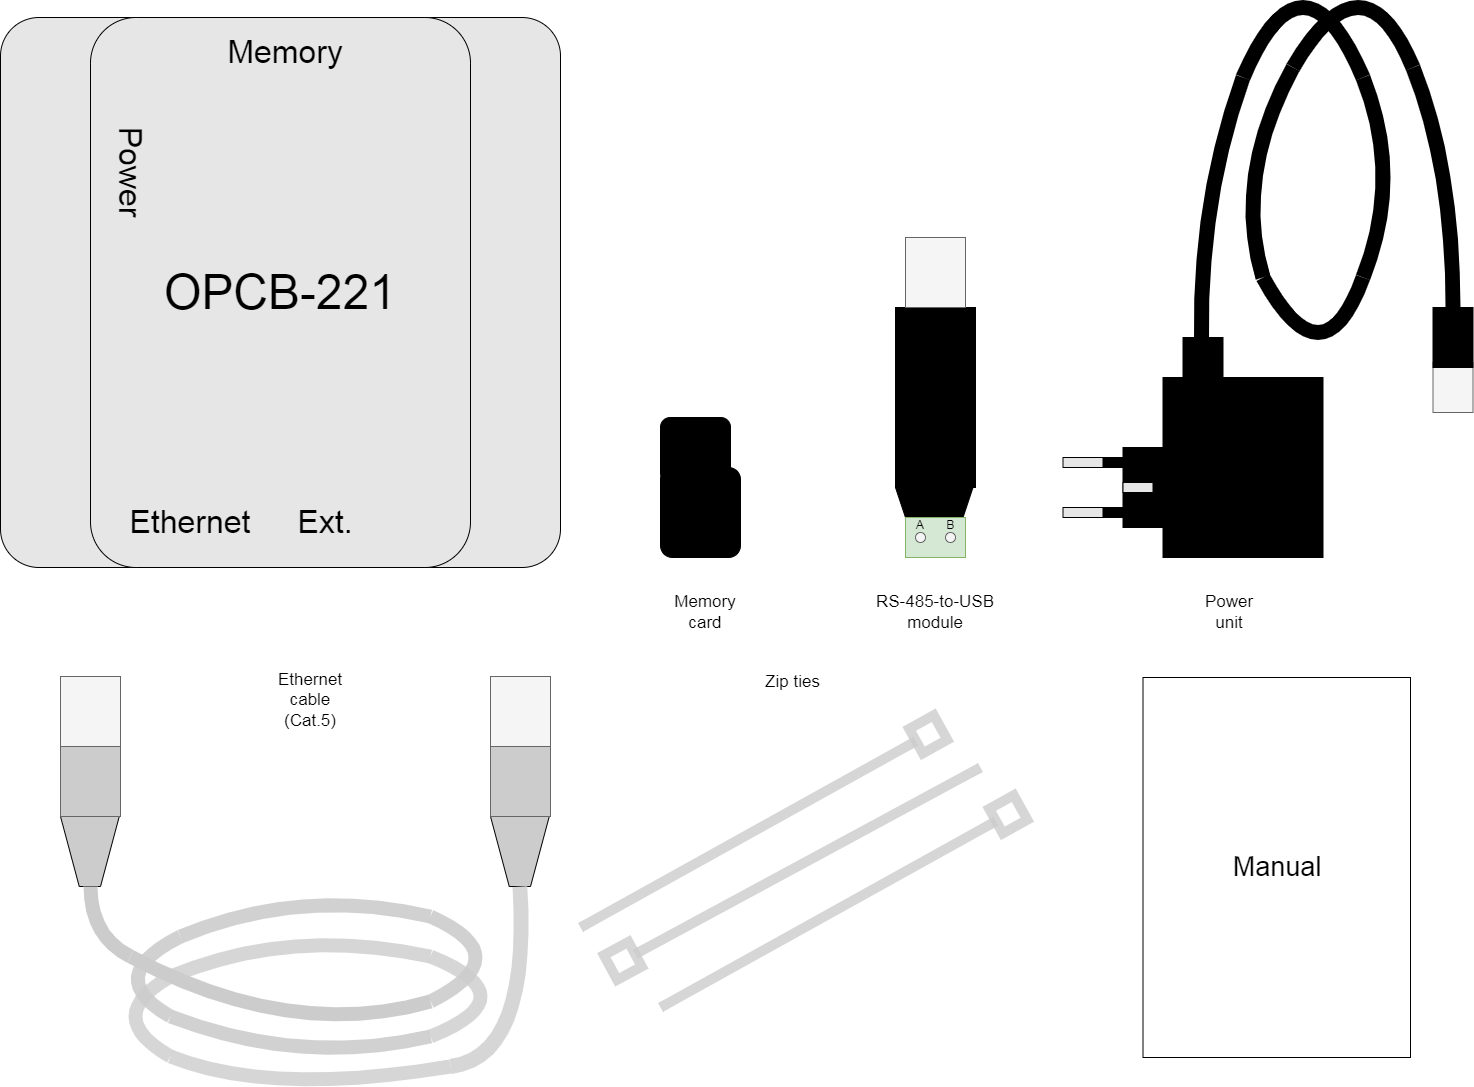 Memory
Power
OPCB-221
Ethernet Ext.
A B
Memory
card
RS-485-to-USB
module
Power
unit
Ethernet
cable
(Cat.5)
Zip ties
Manual